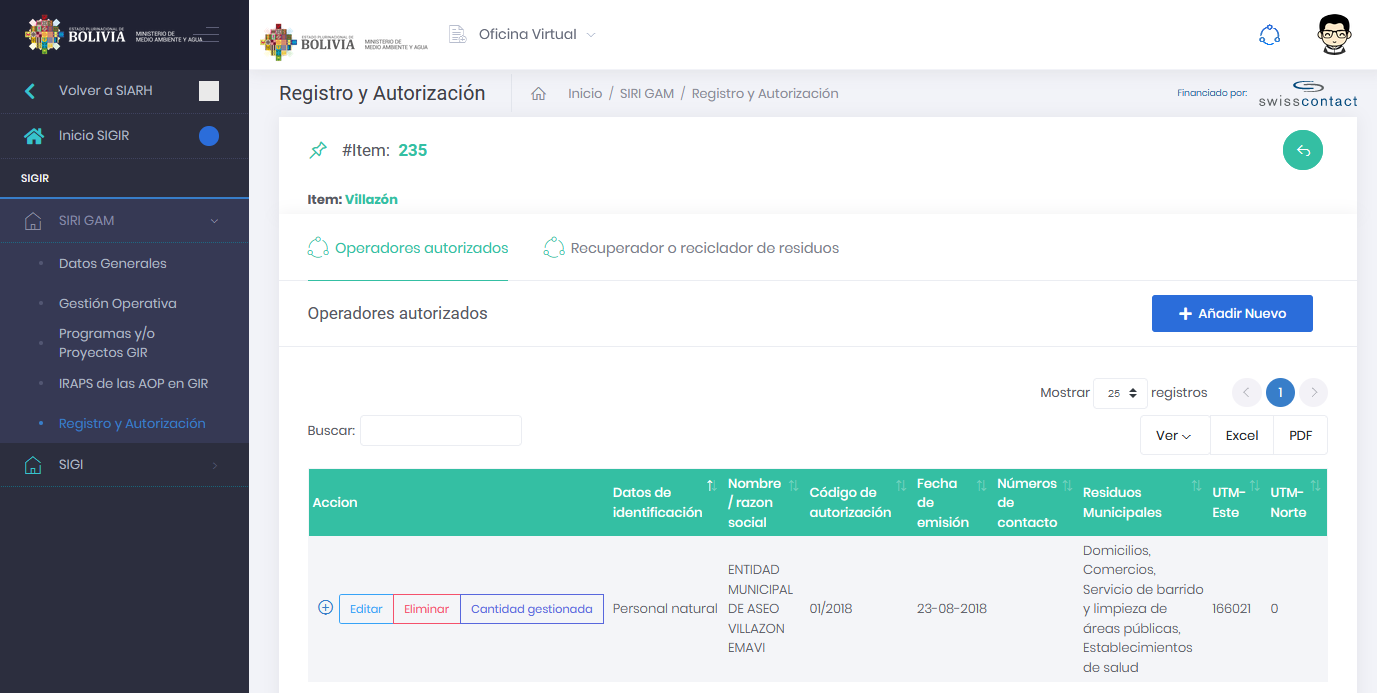 ESTADO PLURINACIONAL DE
BOLIVIA
MINISTERIO DE
MEDIO AMBIENTE Y AGUA
Volver a SIARH
Inicio SIGIR
SIGIR
SIRI GAM
Datos Generales
Gestión Operativa
Programas y/o
Proyectos GIR
IRAPS de las AOP en GIR
Registro y Autorización
SIGI
ESTADO PLURINACIONAL DE
BOLIVIA
MINISTERIO DE
MEDIO AMBIENTE Y AGUA
Oficina Virtual
Registro y Autorización
Inicio / SIRI GAM / Registro y Autorización
Financiado por:
swisscontact
#Item: 235
Item: Villazón
Operadores autorizados
Recuperador o reciclador de residuos
Operadores autorizados
Añadir Nuevo
Mostrar 25 registros
1
Buscar:
Ver
Excel
PDF
Accion
Datos de
identificación
Nombre
/ razon
social
Código de
autorización
Fecha
de
emisión
Números
de
contacto
Residuos
Municipales
UTM-
Este
UTM-
Norte
Editar
Eliminar
Cantidad gestionada
Personal natural
ENTIDAD
MUNICIPAL
DE ASEO
VILLAZON
EMAVI
01/2018
23-08-2018
Domicilios,
Comercios,
Servicio de barrido
y limpieza de
áreas públicas,
Establecimientos
de salud
166021
0